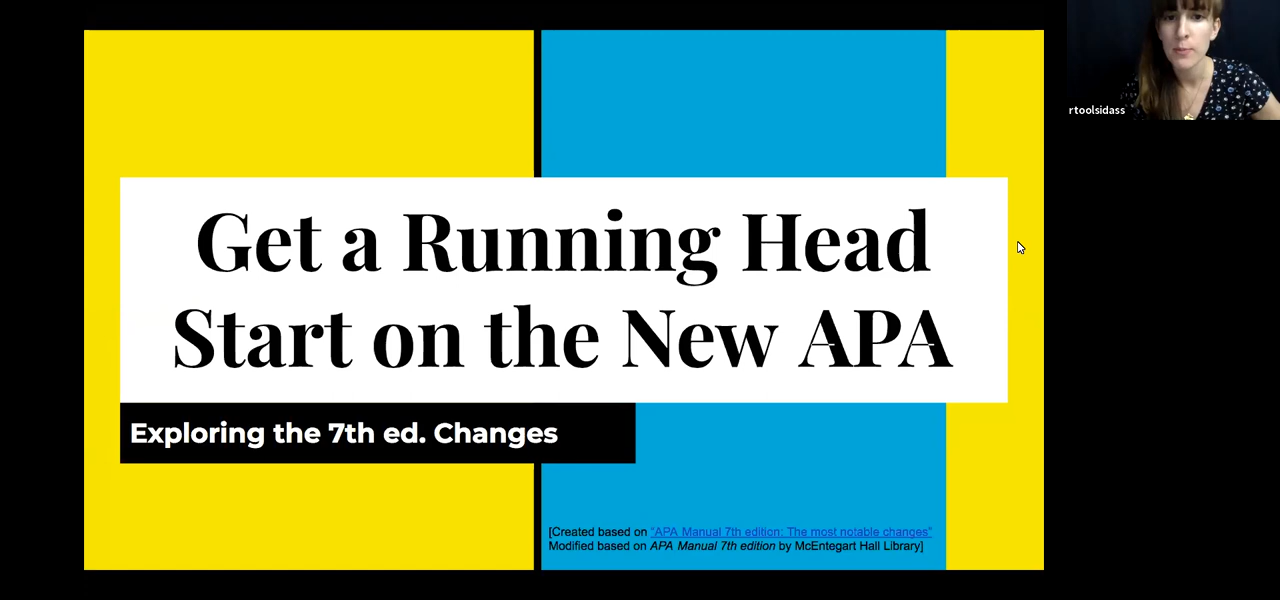 Get a Running Head
Start on the New APA
Exploring the 7th ed. Changes
[Created based on "APA Manual 7th edition: The most notable changes"
Modified based on APA Manual 7th edition by McEntegart Hall Library]
rtoolsidass